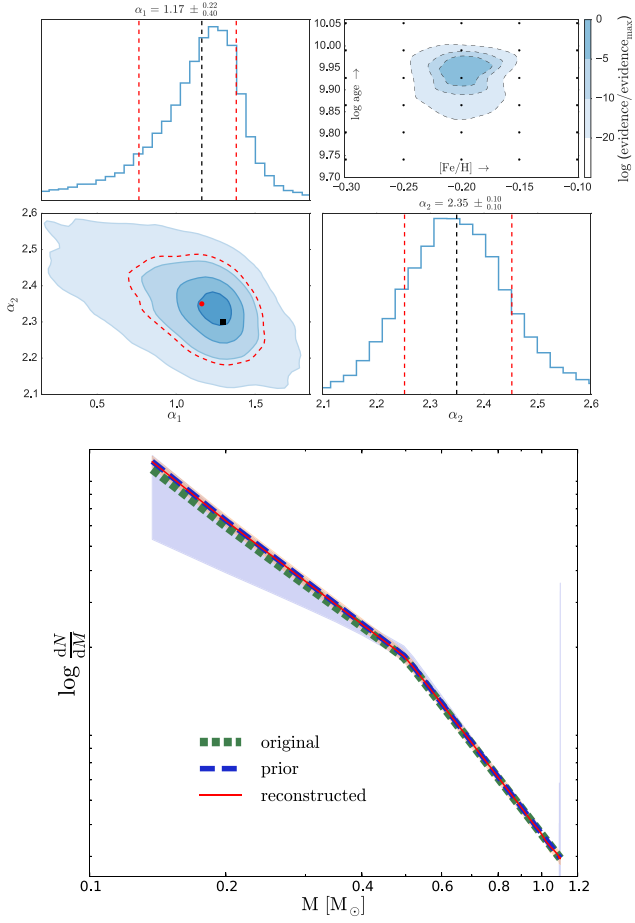 α₁ = 1.17 ± 0.22 0.40
10.05
10.00
9.95
9.90
9.85
9.80
9.75
9.70
log age →
[Fe/H] →
−0.30 −0.25 −0.20 −0.15 −0.10
0
−5
−10
−20
log (evidence/evidence_max)
2.6
2.5
2.4
2.3
2.2
2.1
α₂
0.5 1.0 1.5
α₁
α₂ = 2.35 ± 0.10 0.10
2.1 2.2 2.3 2.4 2.5 2.6
α₂
log dN/dM
original
prior
reconstructed
0.1 0.2 0.4 0.6 0.8 1.0 1.2
M [M⊙]